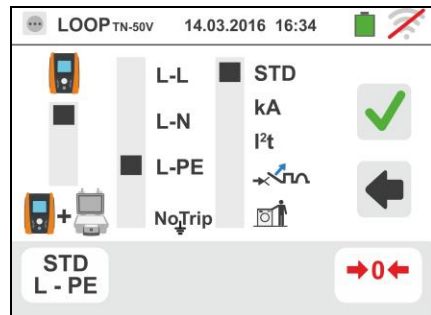 LOOP TN-50V 14.03.2016 16:34
L-L STD
L-N kA
I²t
L-PE
+ NoTrip
STD
L - PE
→0←